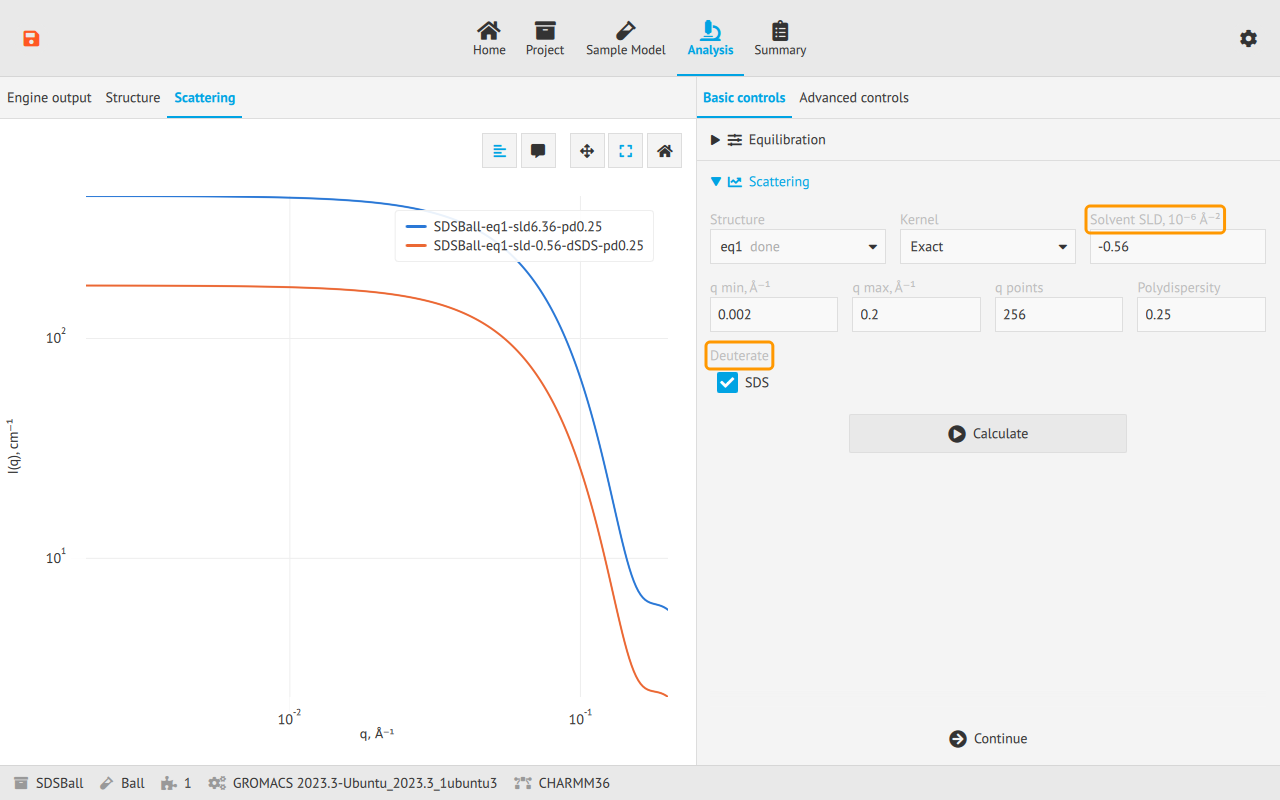 Home Project Sample Model Analysis Summary
Engine output Structure Scattering
Basic controls Advanced controls
Equilibration
Scattering
Structure Kernel Solvent SLD, 10⁻⁶ Å⁻²
eq1 done Exact -0.56
q min, Å⁻¹ q max, Å⁻¹ q points Polydispersity
0.002 0.2 256 0.25
Deuterate
SDS
Calculate
Continue
SDSBall-eq1-sld6.36-pd0.25
SDSBall-eq1-sld-0.56-dSDS-pd0.25
10²
I(q), cm⁻¹
10¹
10⁻² 10⁻¹
q, Å⁻¹
SDSBall Ball 1 GROMACS 2023.3-Ubuntu_2023.3_1ubuntu3 CHARMM36